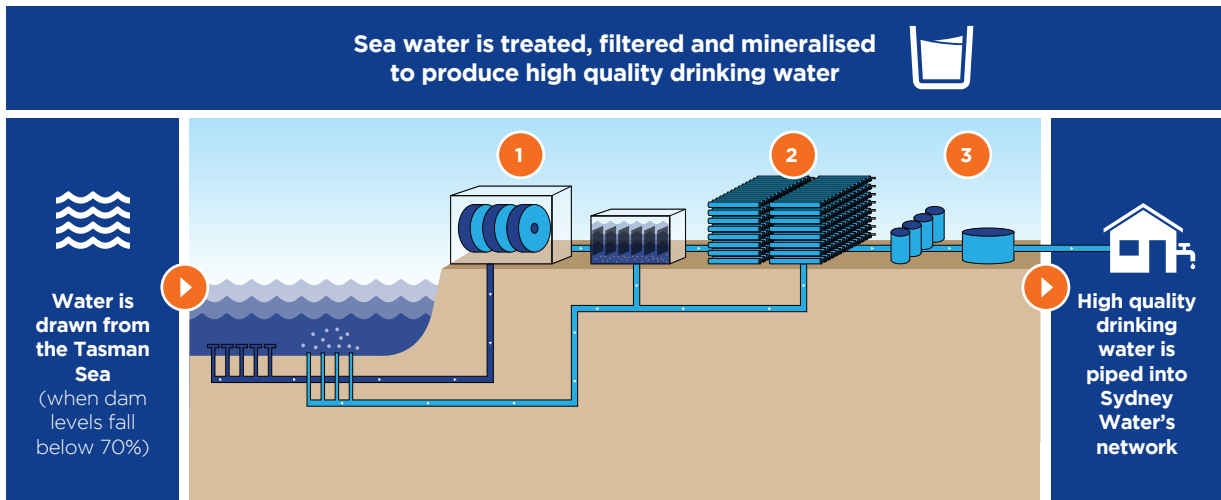 Sea water is treated, filtered and mineralised
to produce high quality drinking water
Water is
drawn from
the Tasman
Sea
(when dam
levels fall
below 70%)
1
2
3
High quality
drinking
water is
piped into
Sydney
Water's
network